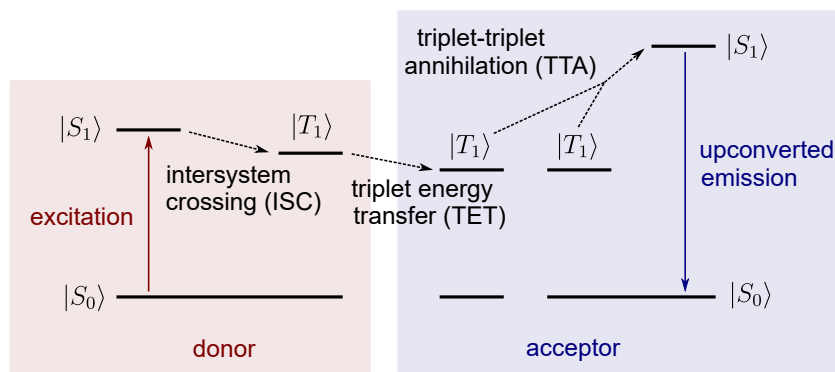 triplet-triplet
annihilation (TTA)
|S₁⟩
|S₁⟩
|T₁⟩
|T₁⟩
|T₁⟩
intersystem
crossing (ISC)
triplet energy
transfer (TET)
upconverted
emission
excitation
|S₀⟩
|S₀⟩
donor
acceptor